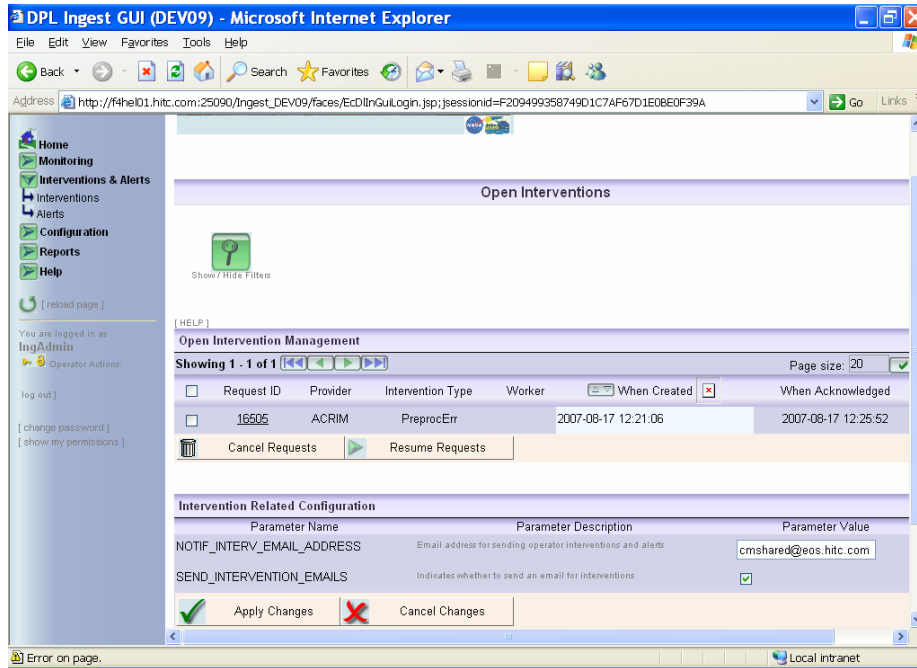 DPL Ingest GUI (DEV09) - Microsoft Internet Explorer
File Edit View Favorites Tools Help
Back Search Favorites
Address http://f4hel01.hitc.com:25090/Ingest_DEV09/faces/EcDlInGuiLogin.jsp;jsessionid=F209499358749D1C7AF67D1E0BE0F39A Go Links
Home
Monitoring
Interventions & Alerts
Interventions
Alerts
Configuration
Reports
Help
[ reload page ]
You are logged in as
IngAdmin
Operator Actions:
log out ]
[ change password ]
[ show my permissions ]
Open Interventions
Show / Hide Filters
[ HELP ]
Open Intervention Management
Showing 1 - 1 of 1 Page size: 20
Request ID Provider Intervention Type Worker When Created When Acknowledged
16505 ACRIM PreprocErr 2007-08-17 12:21:06 2007-08-17 12:25:52
Cancel Requests Resume Requests
Intervention Related Configuration
Parameter Name Parameter Description Parameter Value
NOTIF_INTERV_EMAIL_ADDRESS Email address for sending operator interventions and alerts cmshared@eos.hitc.com
SEND_INTERVENTION_EMAILS Indicates whether to send an email for interventions
Apply Changes Cancel Changes
Error on page. Local intranet